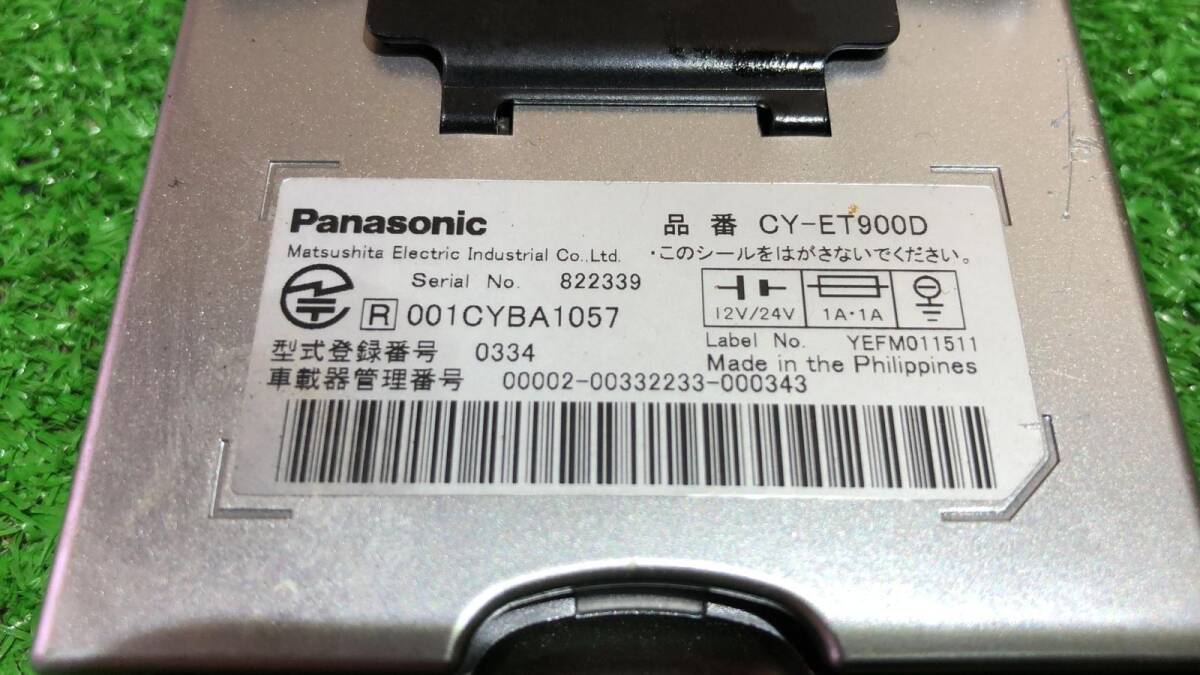 Panasonic 品番 CY-ET900D
Matsushita Electric Industrial Co.,Ltd. ・このシールをはがさないでください。
Serial No. 822339
R 001CYBA1057 12V/24V 1A・1A
型式登録番号 0334 Label No. YEFM011511
Made in the Philippines
車載器管理番号 00002-00332233-000343